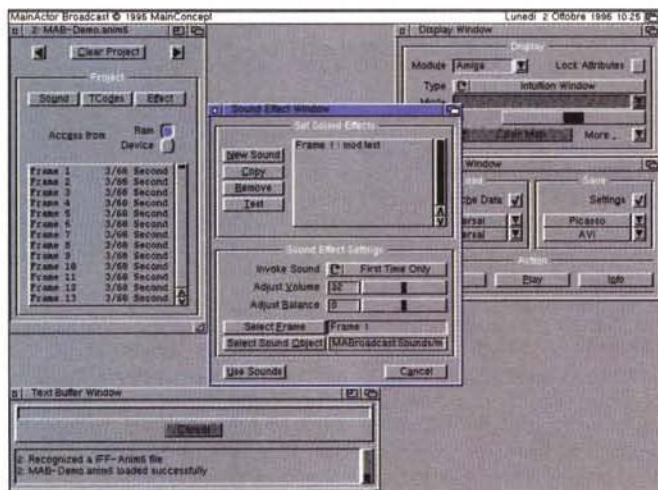 MainActor Broadcast © 1995 MainConcept
Lunedì 2 Ottobre 1996 10:25
2: MAB-Demo.anim5
Clear Project
Project
Sound
TCodes
Effect
Access from
Ram
Device
Frame 1 3/60 Second
Frame 2 3/60 Second
Frame 3 3/60 Second
Frame 4 3/60 Second
Frame 5 3/60 Second
Frame 6 3/60 Second
Frame 7 3/60 Second
Frame 8 3/60 Second
Frame 9 3/60 Second
Frame 10 3/60 Second
Frame 11 3/60 Second
Frame 12 3/60 Second
Frame 13 3/60 Second
Display Window
Display
Module
Amiga
Lock Attributes
Type
Intuition Window
Mode
More
Sound Effect Window
Set Sound Effects
New Sound
Copy
Remove
Test
Frame 1 : mod.test
Sound Effect Settings
Invoke Sound
First Time Only
Adjust Volume
32
Adjust Balance
0
Select Frame
Frame 1
Select Sound Object
MABroadcast:Sounds/m
Use Sounds
Cancel
Window
Save
Data
Settings
ersal
Picasso
ersal
AVI
Action
Play
Info
Text Buffer Window
Cancel
2: Recognized a IFF-Anim5 file
2: MAB-Demo.anim5 loaded successfully